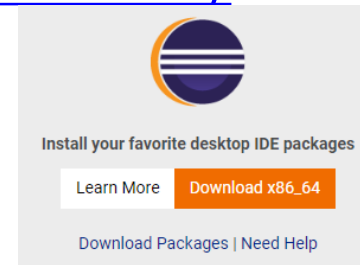 Install your favorite desktop IDE packages
Learn More Download x86_64
Download Packages | Need Help